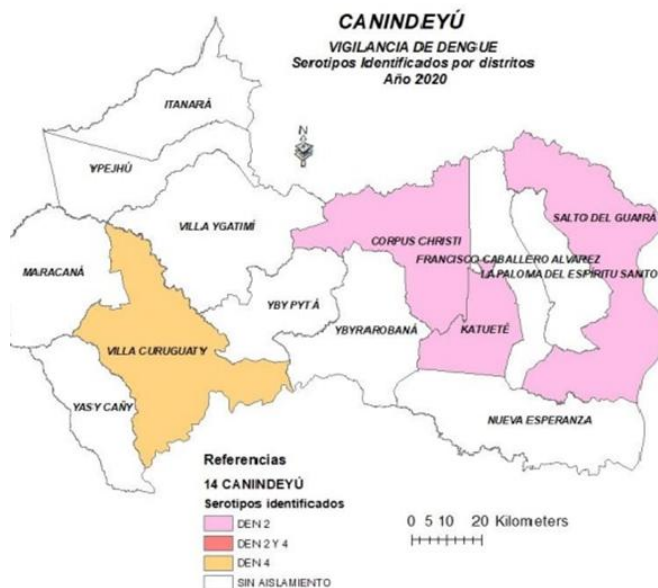 CANINDEYÚ
VIGILANCIA DE DENGUE
Serotipos Identificados por distritos
Año 2020
ITANARÁ
N
YPEJHÚ
VILLA YGATIMÍ
SALTO DEL GUAIRÁ
CORPUS CHRISTI
FRANCISCO CABALLERO ALVAREZ
LA PALOMA DEL ESPÍRITU SANTO
MARACANÁ
YBY PYTÁ
YBYRAROBANÁ
KATUETÉ
VILLA CURUGUATY
YASY CAÑY
NUEVA ESPERANZA
Referencias
14 CANINDEYÚ
Serotipos identificados
DEN 2
DEN 2 Y 4
DEN 4
SIN AISLAMIENTO
0 5 10 20 Kilometers